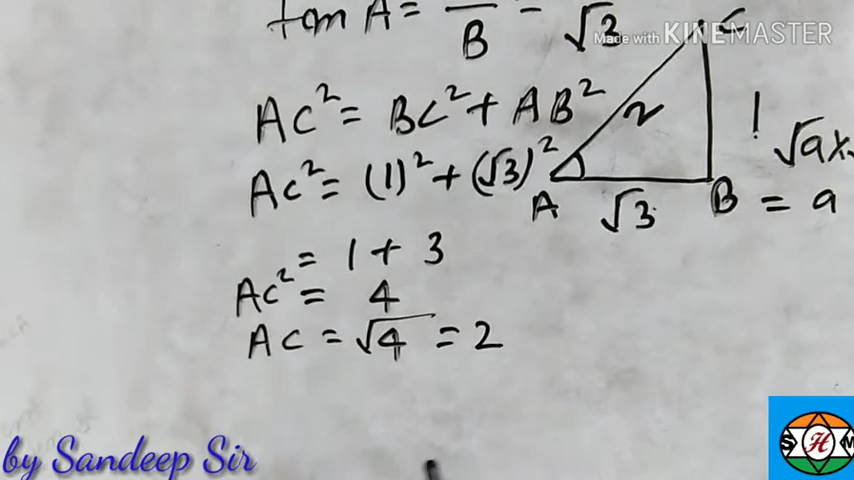 tan A = / B = √3
Made with KINEMASTER
C
AC² = BC² + AB²
2
1
AC² = (1)² + (√3)²
√a×
A √3 B = a
= 1 + 3
AC² = 4
AC = √4 = 2
by Sandeep Sir
S H M